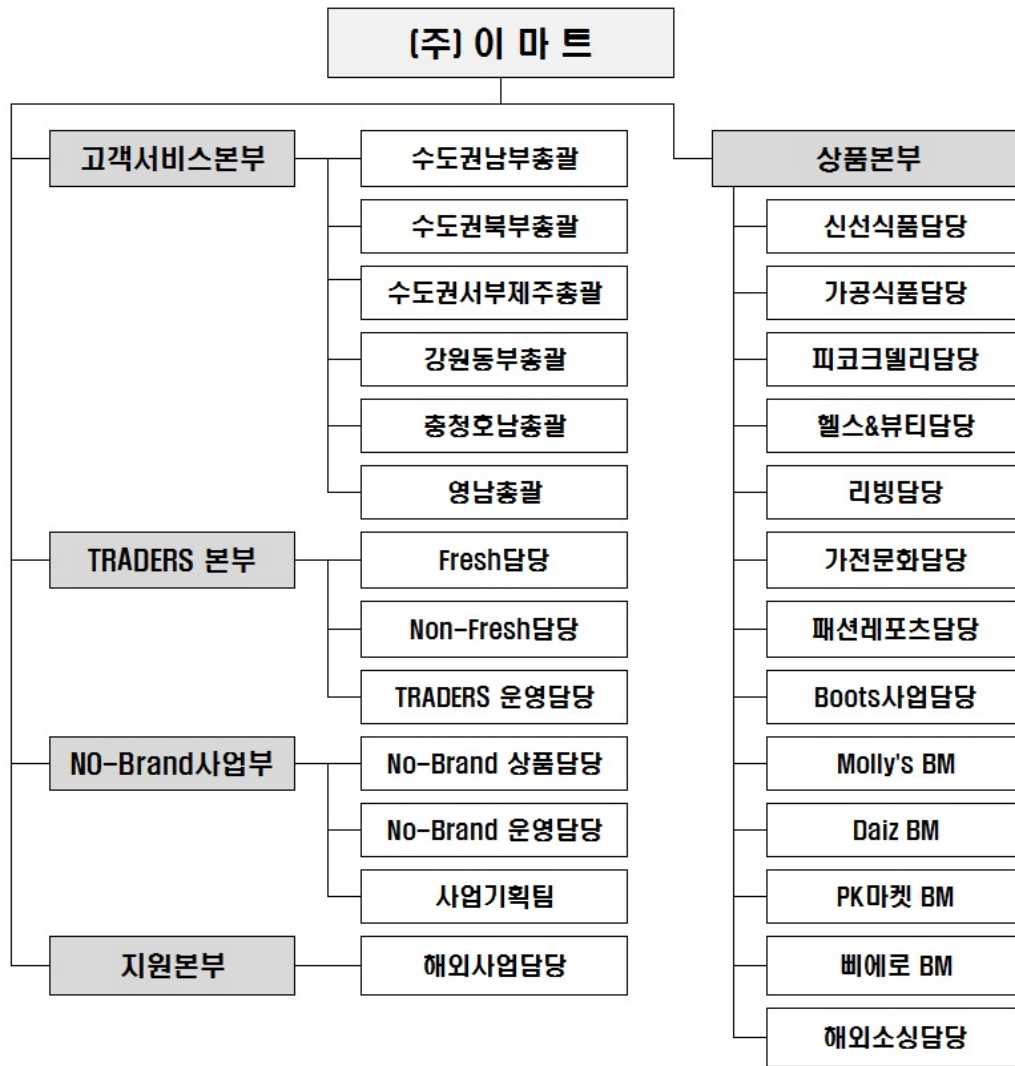 (주) 이 마 트
고객서비스본부
수도권남부총괄
수도권북부총괄
수도권서부제주총괄
강원동부총괄
충청호남총괄
영남총괄
TRADERS 본부
Fresh담당
Non-Fresh담당
TRADERS 운영담당
NO-Brand사업부
No-Brand 상품담당
No-Brand 운영담당
사업기획팀
지원본부
해외사업담당
상품본부
신선식품담당
가공식품담당
피코크델리담당
헬스&뷰티담당
리빙담당
가전문화담당
패션레포츠담당
Boots사업담당
Molly's BM
Daiz BM
PK마켓 BM
삐에로 BM
해외소싱담당